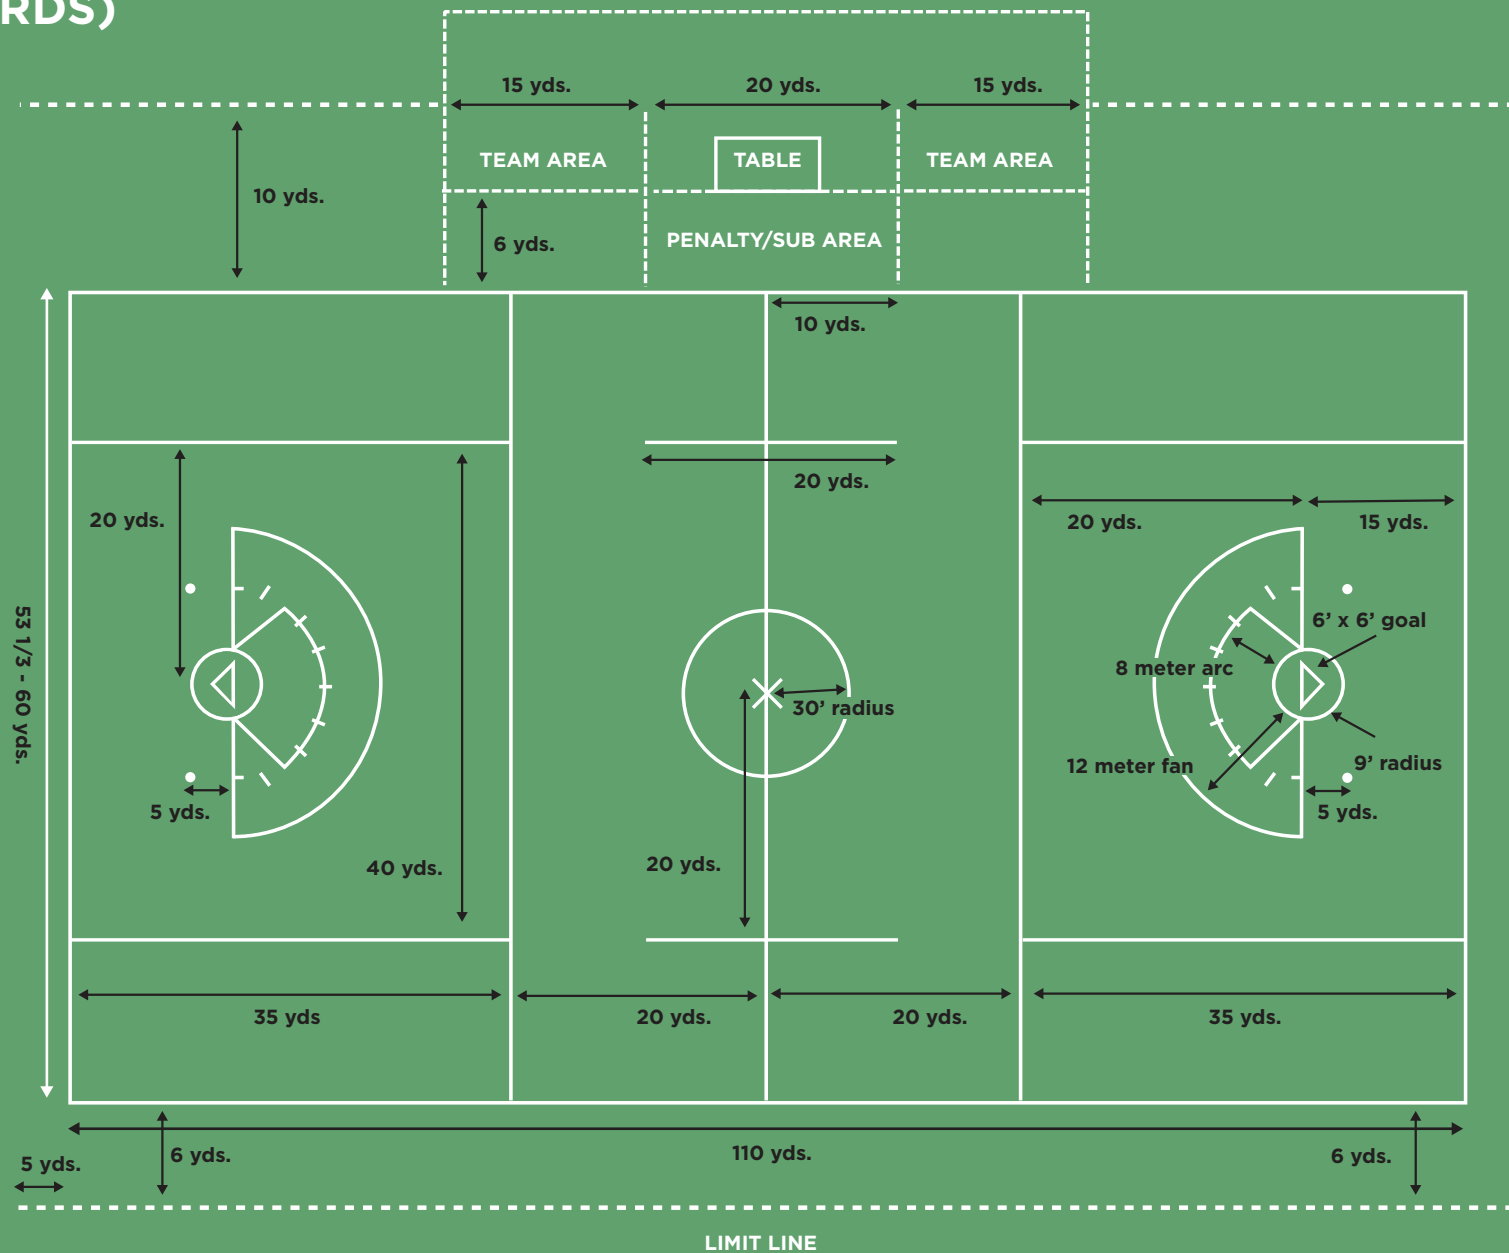 RDS)
15 yds.
20 yds.
15 yds.
TEAM AREA
TABLE
TEAM AREA
10 yds.
6 yds.
PENALTY/SUB AREA
10 yds.
20 yds.
20 yds.
20 yds.
15 yds.
53 1/3 - 60 yds.
6’ x 6’ goal
8 meter arc
30’ radius
12 meter fan
9’ radius
5 yds.
5 yds.
40 yds.
20 yds.
35 yds
20 yds.
20 yds.
35 yds.
110 yds.
6 yds.
6 yds.
5 yds.
LIMIT LINE